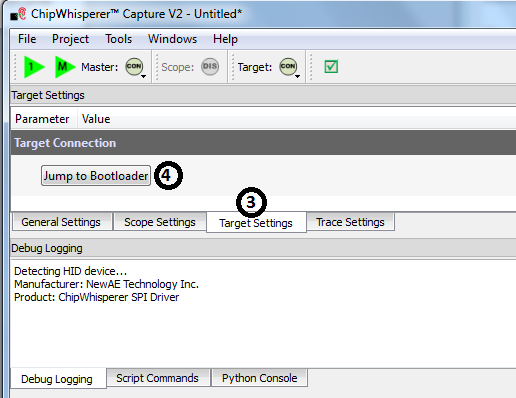 ChipWhisperer™ Capture V2 - Untitled*
File Project Tools Windows Help
1 M Master: CON Scope: DIS Target: CON
Target Settings
Parameter Value
Target Connection
Jump to Bootloader 4
3
General Settings Scope Settings Target Settings Trace Settings
Debug Logging
Detecting HID device...
Manufacturer: NewAE Technology Inc.
Product: ChipWhisperer SPI Driver
Debug Logging Script Commands Python Console